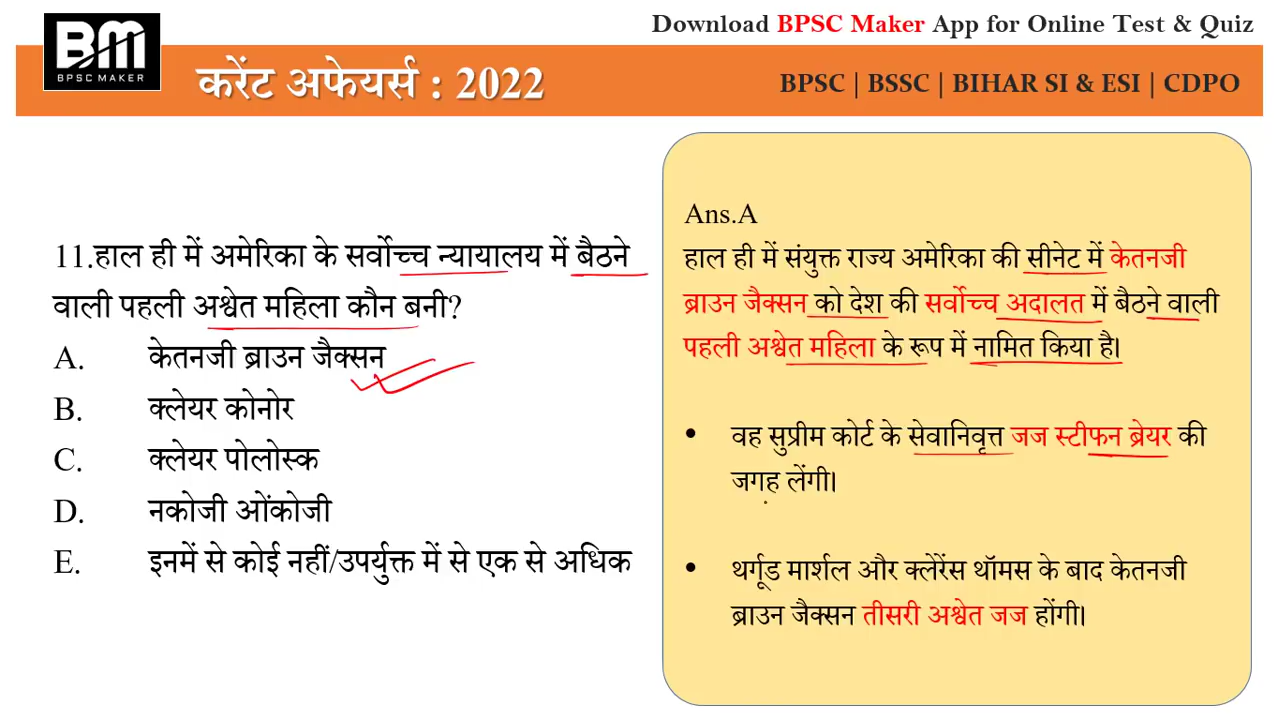 Download BPSC Maker App for Online Test & Quiz
BM
BPSC MAKER
करेंट अफेयर्स : 2022
BPSC | BSSC | BIHAR SI & ESI | CDPO
11.हाल ही में अमेरिका के सर्वोच्च न्यायालय में बैठने
वाली पहली अश्वेत महिला कौन बनी?
A. केतनजी ब्राउन जैक्सन
B. क्लेयर कोनोर
C. क्लेयर पोलोस्क
D. नकोजी ओंकोजी
E. इनमें से कोई नहीं/उपर्युक्त में से एक से अधिक
Ans.A
हाल ही में संयुक्त राज्य अमेरिका की सीनेट में केतनजी
ब्राउन जैक्सन को देश की सर्वोच्च अदालत में बैठने वाली
पहली अश्वेत महिला के रूप में नामित किया है।
• वह सुप्रीम कोर्ट के सेवानिवृत्त जज स्टीफन ब्रेयर की
जगह लेंगी।
• थर्गूड मार्शल और क्लेरेंस थॉमस के बाद केतनजी
ब्राउन जैक्सन तीसरी अश्वेत जज होंगी।